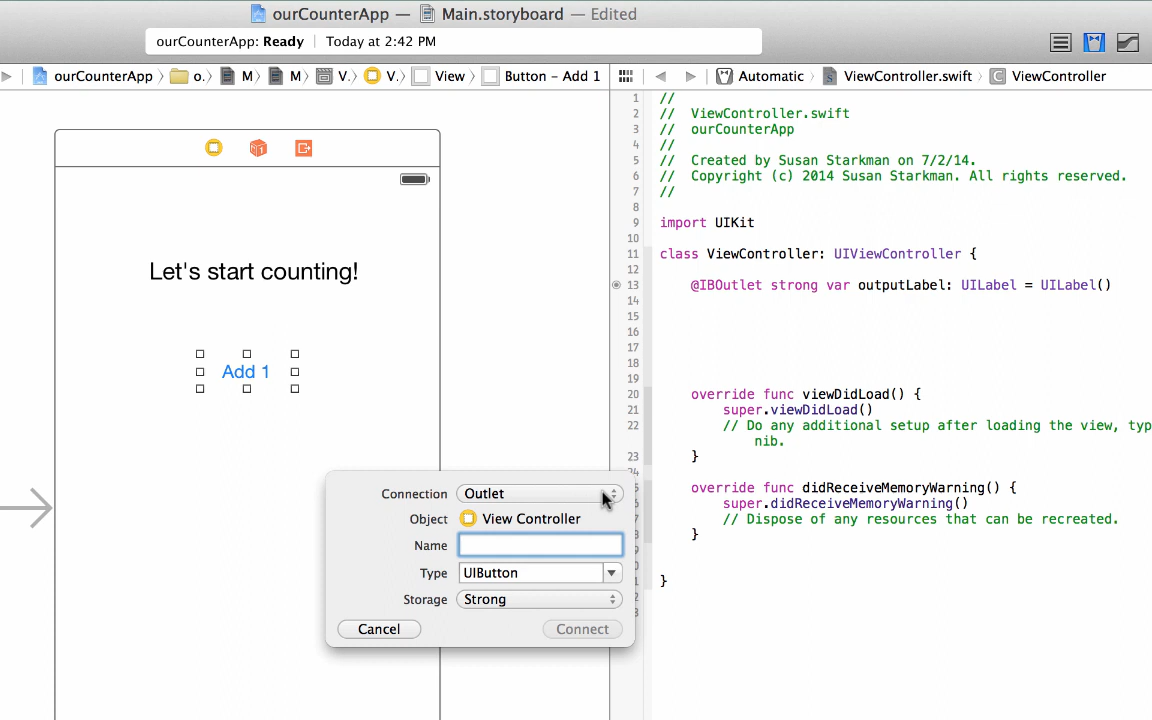 ourCounterApp — Main.storyboard — Edited
ourCounterApp: Ready | Today at 2:42 PM
ourCounterApp 〉 o.〉 M〉 M〉 V.〉 V.〉 View 〉 Button – Add 1
Automatic 〉 ViewController.swift 〉 C ViewController
Let's start counting!
Add 1
Connection Outlet
Object View Controller
Name
Type UIButton
Storage Strong
Cancel Connect
1 //
2 //  ViewController.swift
3 //  ourCounterApp
4 //
5 //  Created by Susan Starkman on 7/2/14.
6 //  Copyright (c) 2014 Susan Starkman. All rights reserved.
7 //
8
9 import UIKit
10
11 class ViewController: UIViewController {
12
13 @IBOutlet strong var outputLabel: UILabel = UILabel()
14
15
16
17
18
19
20 override func viewDidLoad() {
21 super.viewDidLoad()
22 // Do any additional setup after loading the view, typ
nib.
23 }
override func didReceiveMemoryWarning() {
super.didReceiveMemoryWarning()
// Dispose of any resources that can be recreated.
}
}